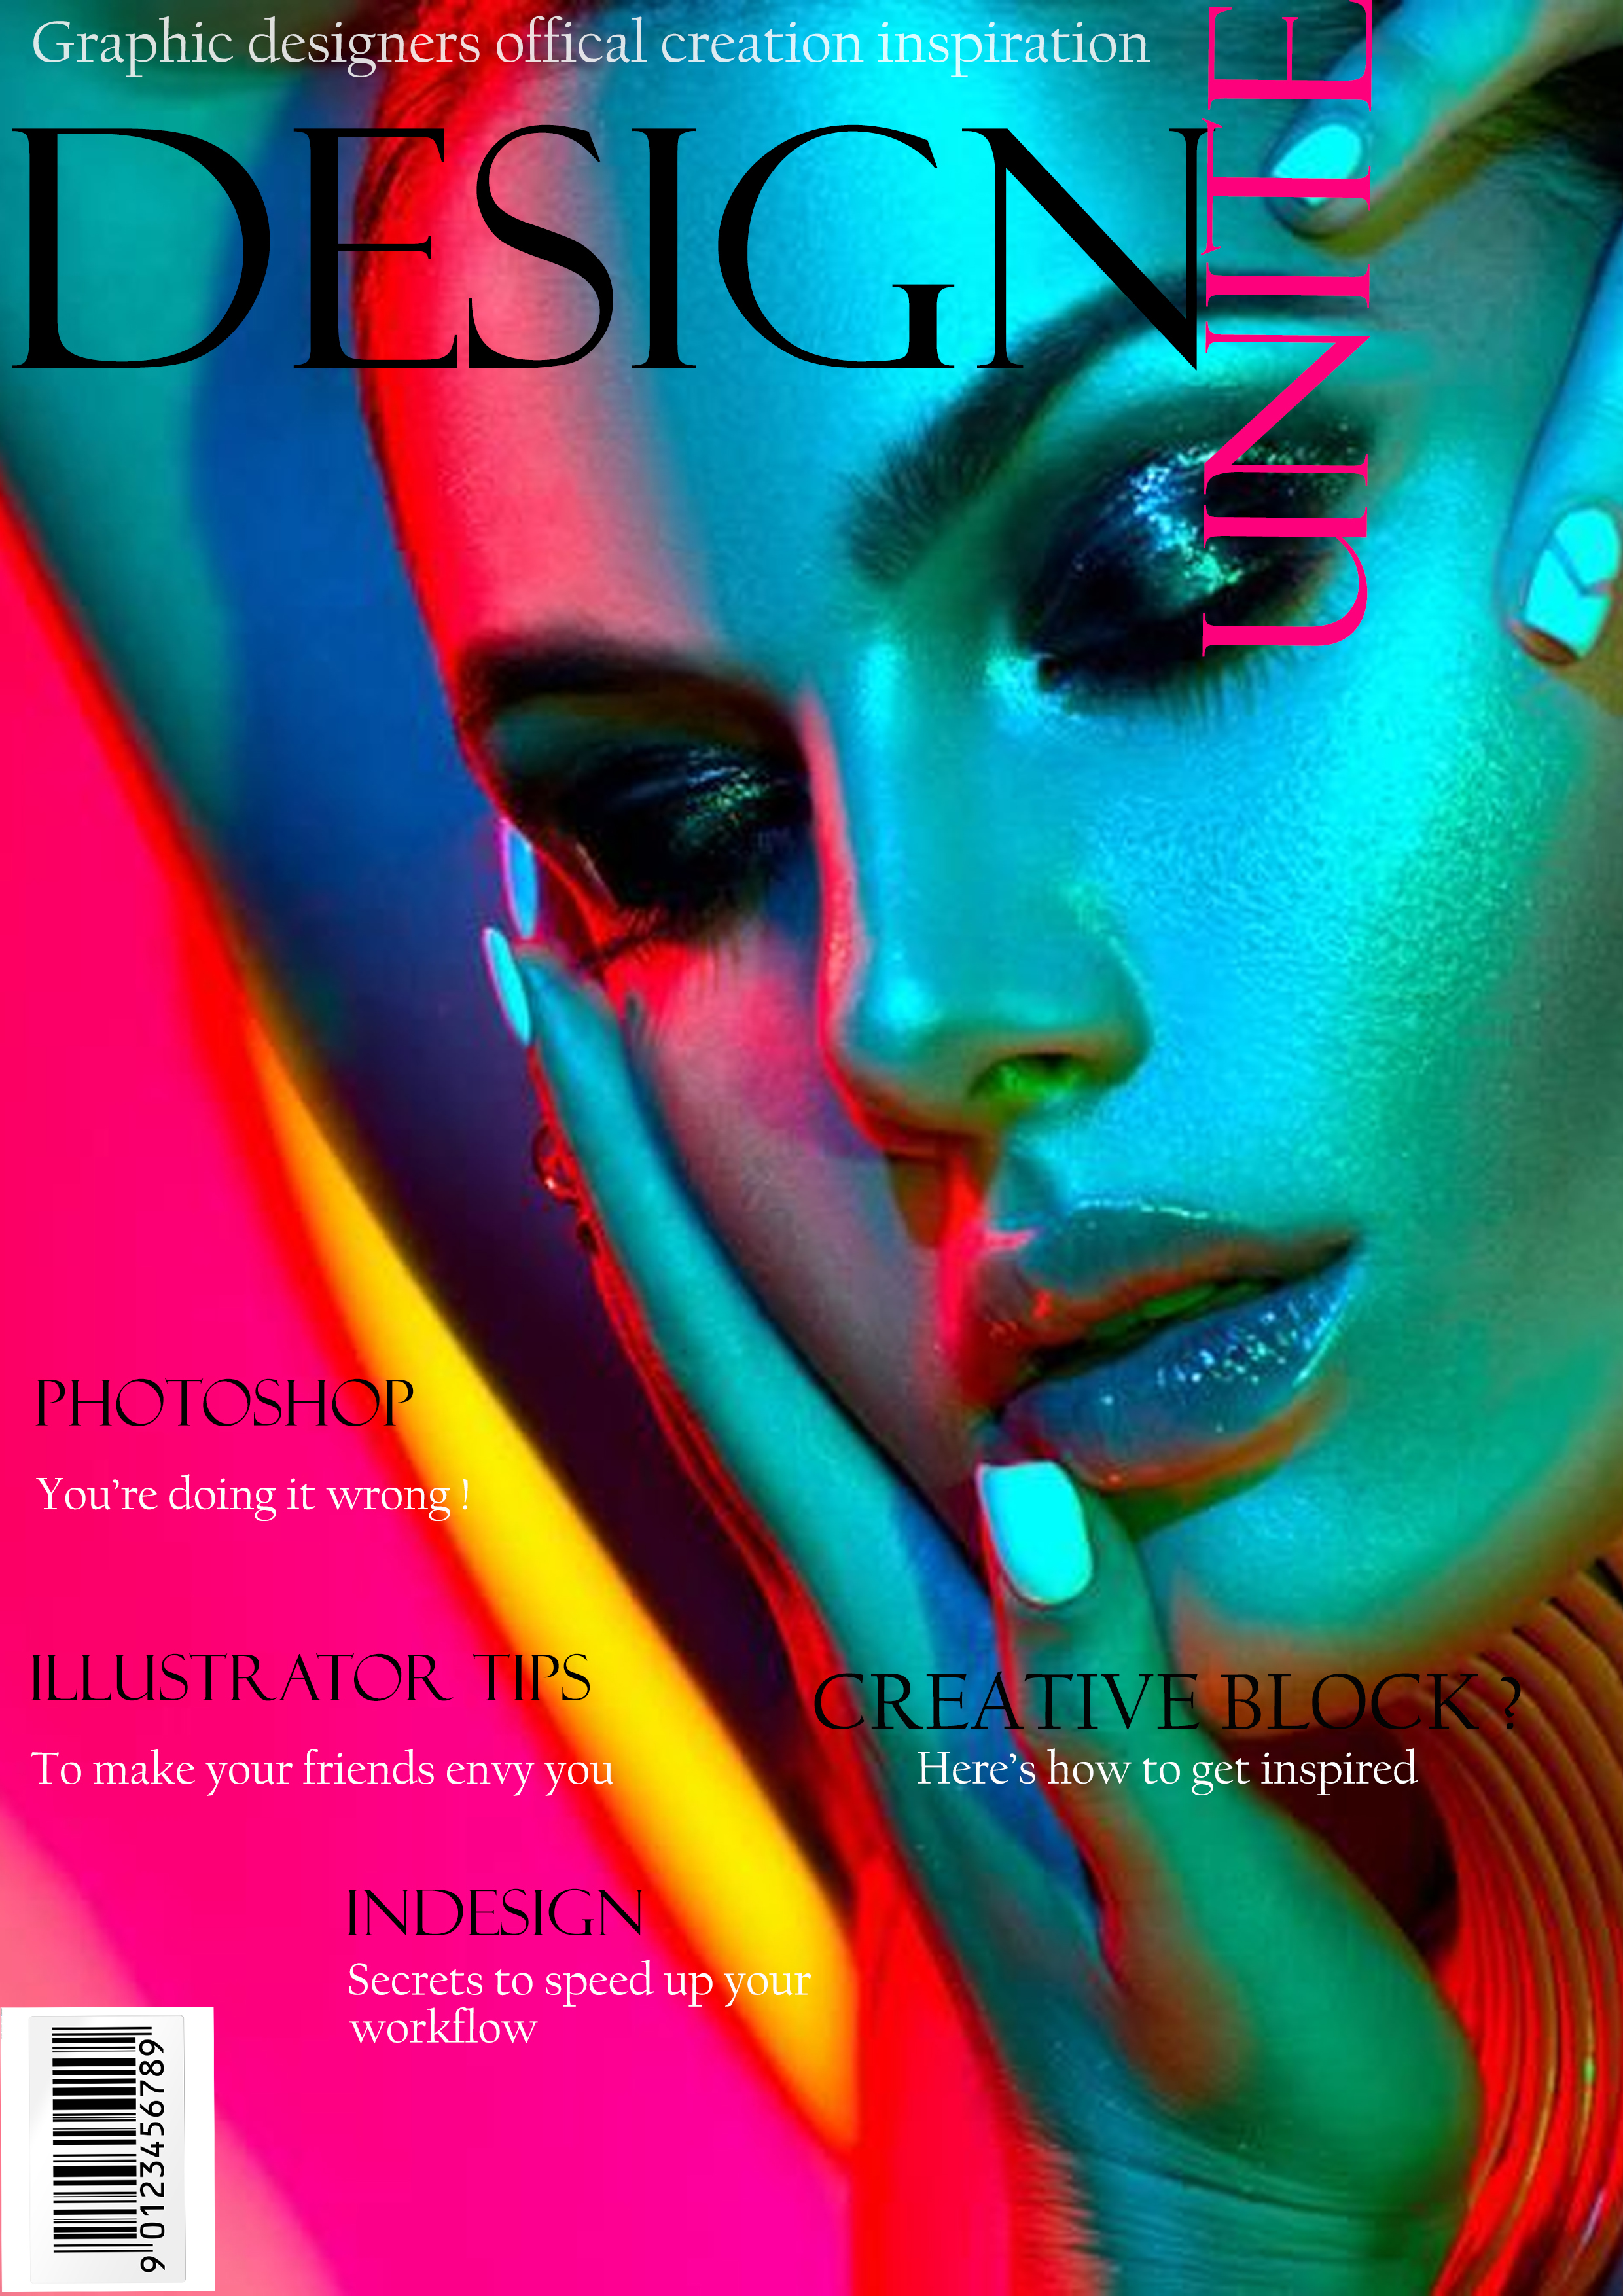 Graphic designers offical creation inspiration
DESIGN
UNITE
PHOTOSHOP
You're doing it wrong !
ILLUSTRATOR TIPS
To make your friends envy you
CREATIVE BLOCK ?
Here's how to get inspired
INDESIGN
Secrets to speed up your
workflow
9 0123456789